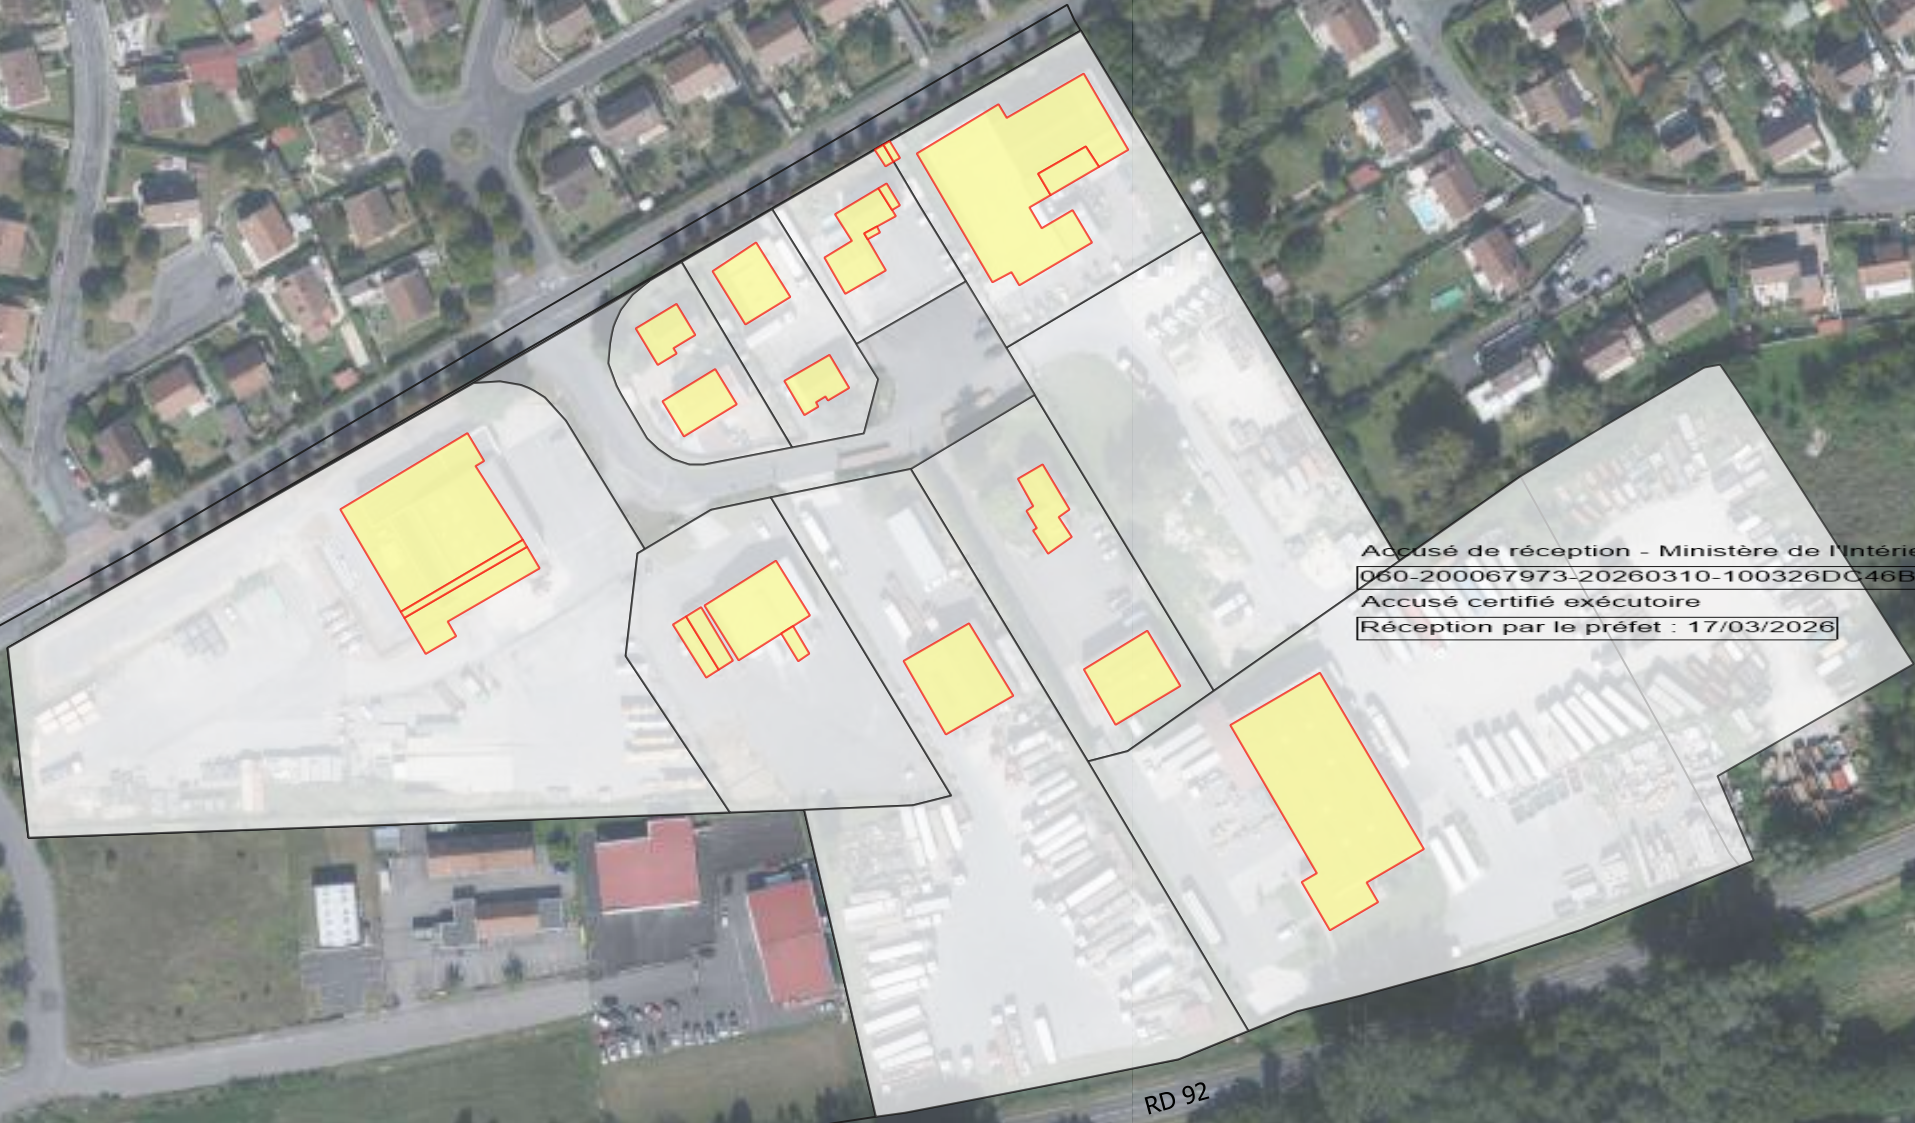 Accusé de réception - Ministère de l'Intérie
060-200067973-20260310-100326DC46B
Accusé certifié exécutoire
Réception par le préfet : 17/03/2026
RD 92